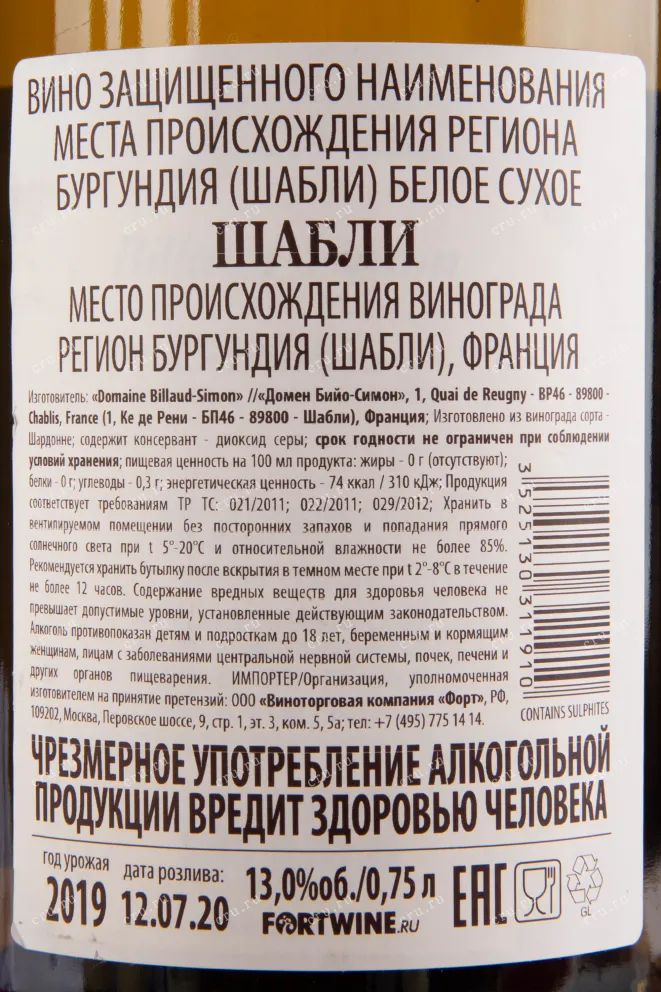 ВИНО ЗАЩИЩЕННОГО НАИМЕНОВАНИЯ
МЕСТА ПРОИСХОЖДЕНИЯ РЕГИОНА
БУРГУНДИЯ (ШАБЛИ) БЕЛОЕ СУХОЕ
ШАБЛИ
МЕСТО ПРОИСХОЖДЕНИЯ ВИНОГРАДА
РЕГИОН БУРГУНДИЯ (ШАБЛИ), ФРАНЦИЯ
Изготовитель: «Domaine Billaud-Simon» //«Домен Бийо-Симон», 1, Quai de Reugny - BP46 - 89800 -
Chablis, France (1, Ке де Рени - БП46 - 89800 - Шабли), Франция; Изготовлено из винограда сорта -
Шардонне; содержит консервант - диоксид серы; срок годности не ограничен при соблюдении
условий хранения; пищевая ценность на 100 мл продукта: жиры - 0 г (отсутствуют);
белки - 0 г; углеводы - 0,3 г; энергетическая ценность - 74 ккал / 310 кДж; Продукция
соответствует требованиям ТР ТС: 021/2011; 022/2011; 029/2012; Хранить в
вентилируемом помещении без посторонних запахов и попадания прямого
солнечного света при t 5°-20°С и относительной влажности не более 85%.
Рекомендуется хранить бутылку после вскрытия в темном месте при t 2°-8°С в течение
не более 12 часов. Содержание вредных веществ для здоровья человека не
превышает допустимые уровни, установленные действующим законодательством.
Алкоголь противопоказан детям и подросткам до 18 лет, беременным и кормящим
женщинам, лицам с заболеваниями центральной нервной системы, почек, печени и
других органов пищеварения. ИМПОРТЕР/Организация, уполномоченная
изготовителем на принятие претензий: ООО «Виноторговая компания «Форт», РФ,
109202, Москва, Перовское шоссе, 9, стр. 1, эт. 3, ком. 5, 5а; тел: +7 (495) 775 14 14.
3 525130 311910
CONTAINS SULPHITES
ЧРЕЗМЕРНОЕ УПОТРЕБЛЕНИЕ АЛКОГОЛЬНОЙ
ПРОДУКЦИИ ВРЕДИТ ЗДОРОВЬЮ ЧЕЛОВЕКА
год урожая
2019
дата розлива:
12.07.20
13,0%об./0,75 л
FORTWINE.RU
EAC
GL
cru.ru